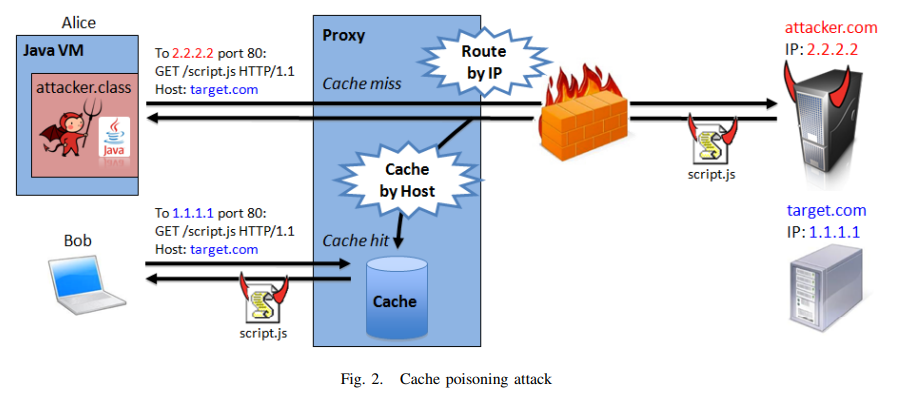 Alice
Java VM
attacker.class
Java
To 2.2.2.2 port 80:
GET /script.js HTTP/1.1
Host: target.com
Proxy
Cache miss
Route
by IP
attacker.com
IP: 2.2.2.2
script.js
Cache
by Host
Bob
To 1.1.1.1 port 80:
GET /script.js HTTP/1.1
Host: target.com
Cache hit
Cache
script.js
target.com
IP: 1.1.1.1
Fig. 2. Cache poisoning attack